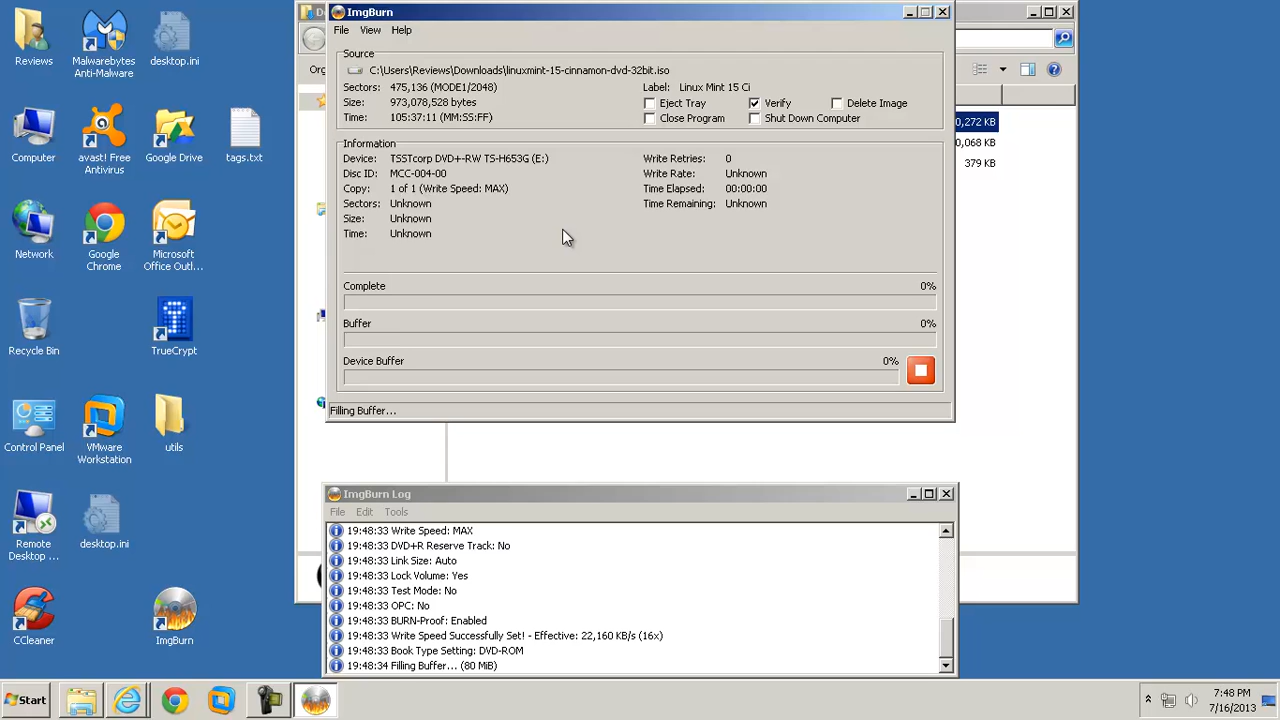 Reviews
Malwarebytes
Anti-Malware
desktop.ini
Computer
avast! Free
Antivirus
Google Drive
tags.txt
Network
Google
Chrome
Microsoft
Office Outl...
Recycle Bin
TrueCrypt
Control Panel
VMware
Workstation
utils
Remote
Desktop ...
desktop.ini
CCleaner
ImgBurn
ImgBurn
File View Help
Source
C:\Users\Reviews\Downloads\linuxmint-15-cinnamon-dvd-32bit.iso
Sectors: 475,136 (MODE1/2048) Label: Linux Mint 15 Ci
Size: 973,078,528 bytes Eject Tray Verify Delete Image
Time: 105:37:11 (MM:SS:FF) Close Program Shut Down Computer
Information
Device: TSSTcorp DVD+-RW TS-H653G (E:) Write Retries: 0
Disc ID: MCC-004-00 Write Rate: Unknown
Copy: 1 of 1 (Write Speed: MAX) Time Elapsed: 00:00:00
Sectors: Unknown Time Remaining: Unknown
Size: Unknown
Time: Unknown
Complete 0%
Buffer 0%
Device Buffer 0%
Filling Buffer...
0,272 KB
0,068 KB
379 KB
ImgBurn Log
File Edit Tools
19:48:33 Write Speed: MAX
19:48:33 DVD+R Reserve Track: No
19:48:33 Link Size: Auto
19:48:33 Lock Volume: Yes
19:48:33 Test Mode: No
19:48:33 OPC: No
19:48:33 BURN-Proof: Enabled
19:48:33 Write Speed Successfully Set! - Effective: 22,160 KB/s (16x)
19:48:33 Book Type Setting: DVD-ROM
19:48:34 Filling Buffer... (80 MiB)
Start
7:48 PM
7/16/2013